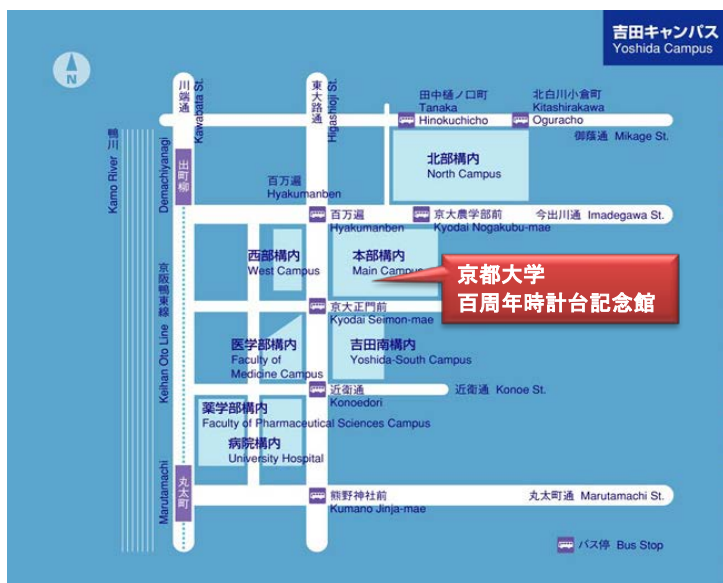 吉田キャンパス
Yoshida Campus
N
川端通
Kawabata St.
東大路通
Higashioji St.
田中樋ノ口町
Tanaka
Hinokuchicho
北白川小倉町
Kitashirakawa
Oguracho
御蔭通 Mikage St.
鴨川
Kamo River
出町柳
Demachiyanagi
北部構内
North Campus
百万遍
Hyakumanben
百万遍
Hyakumanben
京大農学部前
Kyodai Nogakubu-mae
今出川通 Imadegawa St.
西部構内
West Campus
本部構内
Main Campus
京都大学
百周年時計台記念館
京阪鴨東線
Keihan Oto Line
京大正門前
Kyodai Seimon-mae
医学部構内
Faculty of
Medicine Campus
吉田南構内
Yoshida-South Campus
近衛通
Konoedori
近衛通 Konoe St.
薬学部構内
Faculty of Pharmaceutical Sciences Campus
病院構内
University Hospital
丸太町
Marutamachi
熊野神社前
Kumano Jinja-mae
丸太町通 Marutamachi St.
バス停 Bus Stop